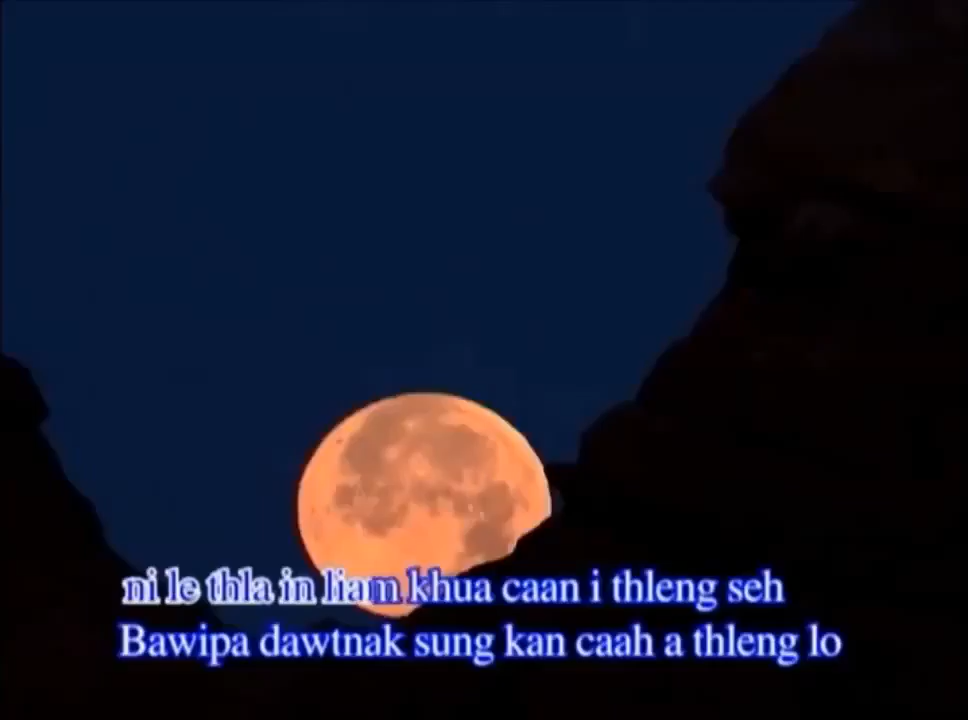 ni le thla in liam khua caan i thleng seh
Bawipa dawtnak sung kan caah a thleng lo